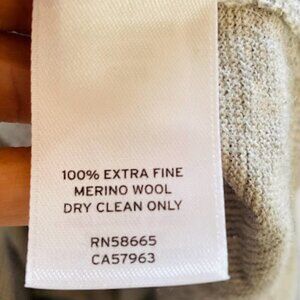 100% EXTRA FINE
MERINO WOOL
DRY CLEAN ONLY
RN58665
CA57963